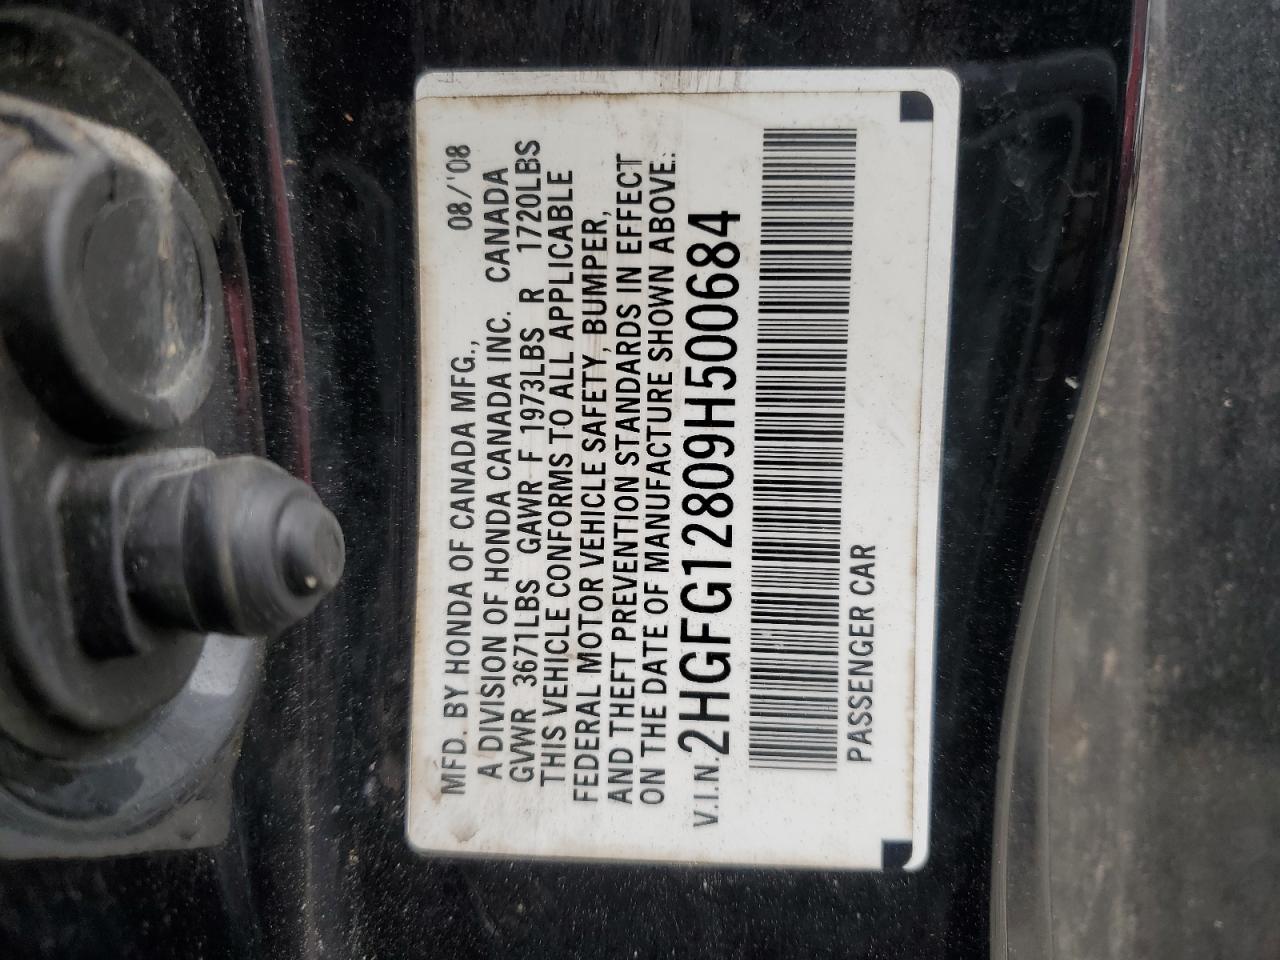 MFD. BY HONDA OF CANADA MFG., 08/'08
A DIVISION OF HONDA CANADA INC. CANADA
GVWR 3671LBS GAWR F 1973LBS R 1720LBS
THIS VEHICLE CONFORMS TO ALL APPLICABLE
FEDERAL MOTOR VEHICLE SAFETY, BUMPER,
AND THEFT PREVENTION STANDARDS IN EFFECT
ON THE DATE OF MANUFACTURE SHOWN ABOVE.
V.I.N. 2HGFG12809H500684
PASSENGER CAR